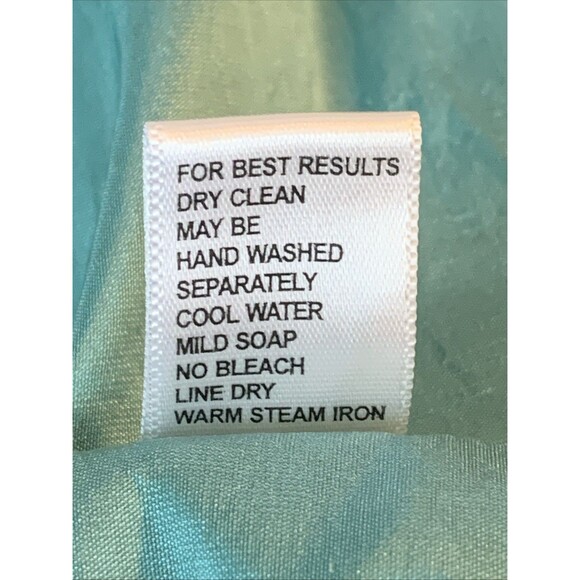 FOR BEST RESULTS
DRY CLEAN
MAY BE
HAND WASHED
SEPARATELY
COOL WATER
MILD SOAP
NO BLEACH
LINE DRY
WARM STEAM IRON